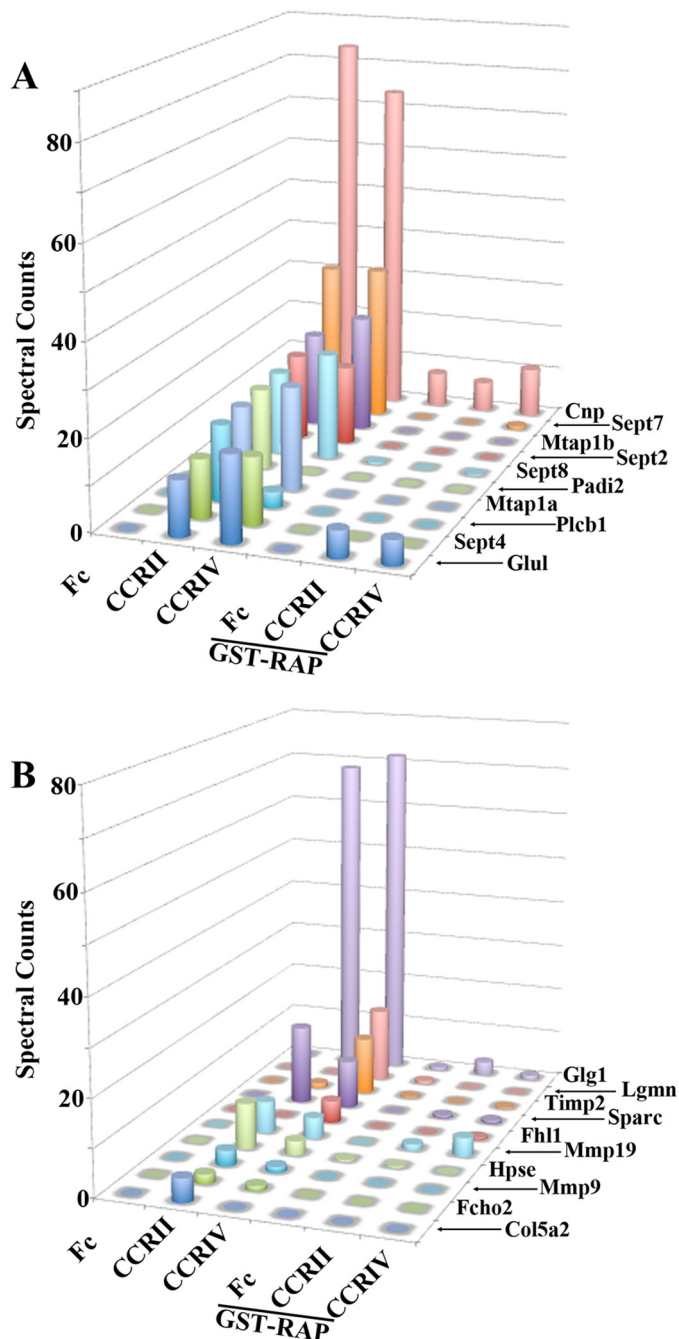 A
80
60
40
20
0
Spectral Counts
Cnp
Sept7
Mtap1b
Sept2
Sept8
Padi2
Mtap1a
Plcb1
Sept4
Glul
Fc
CCRII
CCRIV
Fc
CCRII
CCRIV
GST-RAP
B
80
60
40
20
0
Spectral Counts
Glg1
Lgmn
Timp2
Sparc
Fhl1
Mmp19
Hpse
Mmp9
Fcho2
Col5a2
Fc
CCRII
CCRIV
Fc
CCRII
CCRIV
GST-RAP